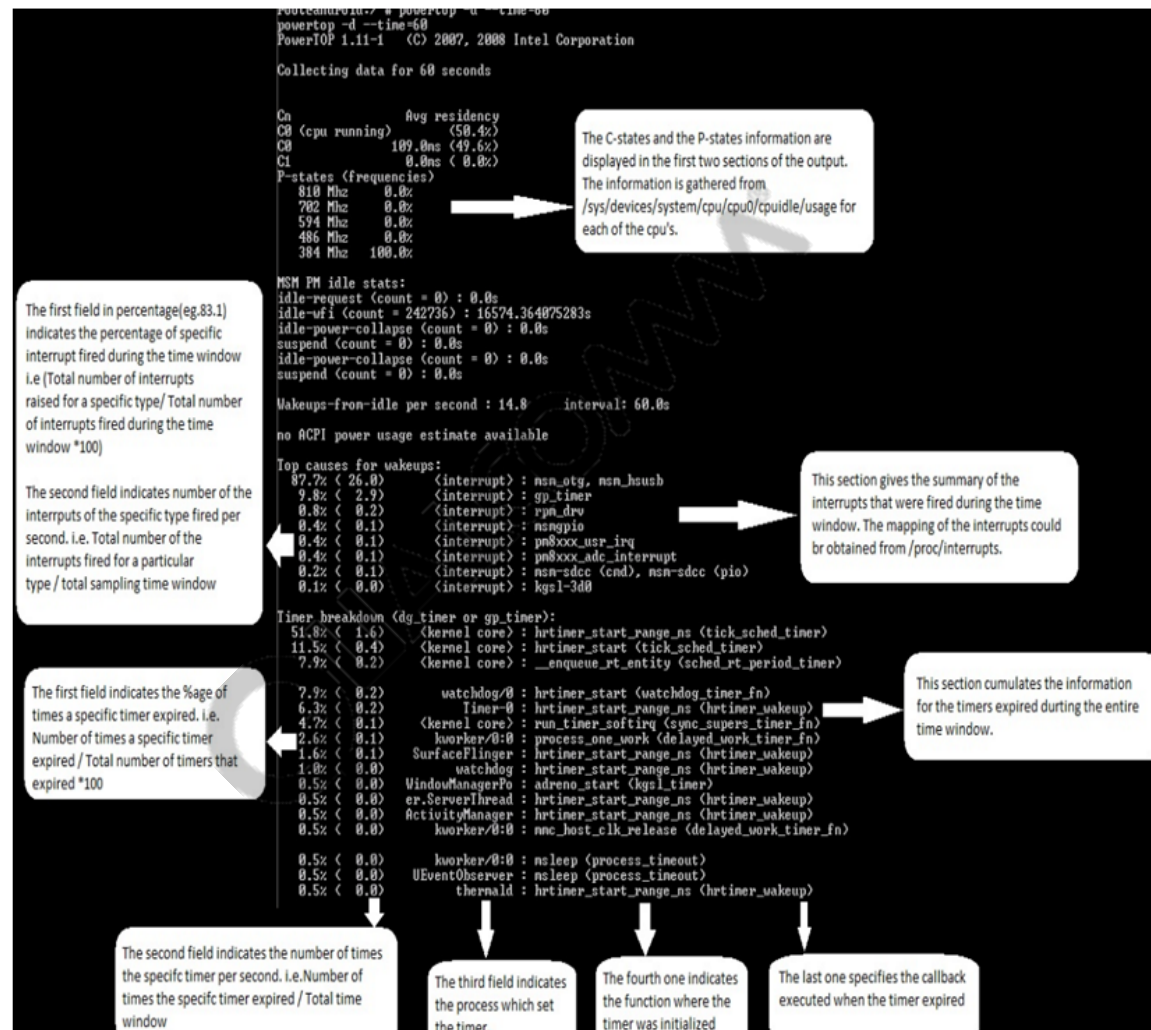 powertop -d --time=60
PowerTOP 1.11-1 (C) 2007, 2008 Intel Corporation
Collecting data for 60 seconds
Cn Avg residency
C0 (cpu running) (50.4%)
C0 109.0ms (49.6%)
C1 0.0ms ( 0.0%)
P-states (frequencies)
810 Mhz 0.0%
702 Mhz 0.0%
594 Mhz 0.0%
486 Mhz 0.0%
384 Mhz 100.0%
The C-states and the P-states information are
displayed in the first two sections of the output.
The information is gathered from
/sys/devices/system/cpu/cpu0/cpuidle/usage for
each of the cpu's.
MSM PM idle stats:
idle-request (count = 0) : 0.0s
idle-wfi (count = 242736) : 16574.364075283s
idle-power-collapse (count = 0) : 0.0s
suspend (count = 0) : 0.0s
idle-power-collapse (count = 0) : 0.0s
suspend (count = 0) : 0.0s
Wakeups-from-idle per second : 14.8 interval: 60.0s
no ACPI power usage estimate available
The first field in percentage(eg.83.1)
indicates the percentage of specific
interrupt fired during the time window
i.e (Total number of interrupts
raised for a specific type/ Total number
of interrupts fired during the time
window *100)
The second field indicates number of the
interrputs of the specific type fired per
second. i.e. Total number of the
interrupts fired for a particular
type / total sampling time window
Top causes for wakeups:
87.7% ( 26.0) (interrupt) : msm_otg, msm_hsusb
9.8% ( 2.9) (interrupt) : gp_timer
0.8% ( 0.2) (interrupt) : rpm_drv
0.4% ( 0.1) (interrupt) : msmgpio
0.4% ( 0.1) (interrupt) : pm8xxx_usr_irq
0.4% ( 0.1) (interrupt) : pm8xxx_adc_interrupt
0.2% ( 0.1) (interrupt) : msm-sdcc (cmd), msm-sdcc (pio)
0.1% ( 0.0) (interrupt) : kgsl-3d0
This section gives the summary of the
interrupts that were fired during the time
window. The mapping of the interrupts could
br obtained from /proc/interrupts.
Timer breakdown (dg_timer or gp_timer):
51.8% ( 1.6) (kernel core) : hrtimer_start_range_ns (tick_sched_timer)
11.5% ( 0.4) (kernel core) : hrtimer_start (tick_sched_timer)
7.9% ( 0.2) (kernel core) : __enqueue_rt_entity (sched_rt_period_timer)
7.9% ( 0.2) watchdog/0 : hrtimer_start (watchdog_timer_fn)
6.3% ( 0.2) Timer-0 : hrtimer_start_range_ns (hrtimer_wakeup)
4.7% ( 0.1) (kernel core) : run_timer_softirq (sync_supers_timer_fn)
2.6% ( 0.1) kworker/0:0 : process_one_work (delayed_work_timer_fn)
1.6% ( 0.1) SurfaceFlinger : hrtimer_start_range_ns (hrtimer_wakeup)
1.0% ( 0.0) watchdog : hrtimer_start_range_ns (hrtimer_wakeup)
0.5% ( 0.0) WindowManagerPo : adreno_start (kgsl_timer)
0.5% ( 0.0) er.ServerThread : hrtimer_start_range_ns (hrtimer_wakeup)
0.5% ( 0.0) ActivityManager : hrtimer_start_range_ns (hrtimer_wakeup)
0.5% ( 0.0) kworker/0:0 : mmc_host_clk_release (delayed_work_timer_fn)
0.5% ( 0.0) kworker/0:0 : msleep (process_timeout)
0.5% ( 0.0) UEventObserver : msleep (process_timeout)
0.5% ( 0.0) thermald : hrtimer_start_range_ns (hrtimer_wakeup)
The first field indicates the %age of
times a specific timer expired. i.e.
Number of times a specific timer
expired / Total number of timers that
expired *100
This section cumulates the information
for the timers expired durting the entire
time window.
The second field indicates the number of times
the specifc timer per second. i.e.Number of
times the specifc timer expired / Total time
window
The third field indicates
the process which set
the timer
The fourth one indicates
the function where the
timer was initialized
The last one specifies the callback
executed when the timer expired